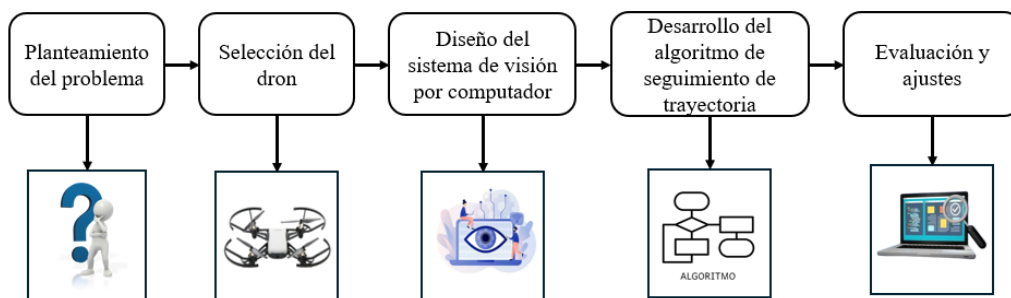 Planteamiento
del problema
Selección del
dron
Diseño del
sistema de visión
por computador
Desarrollo del
algoritmo de
seguimiento de
trayectoria
Evaluación y
ajustes
ALGORITMO